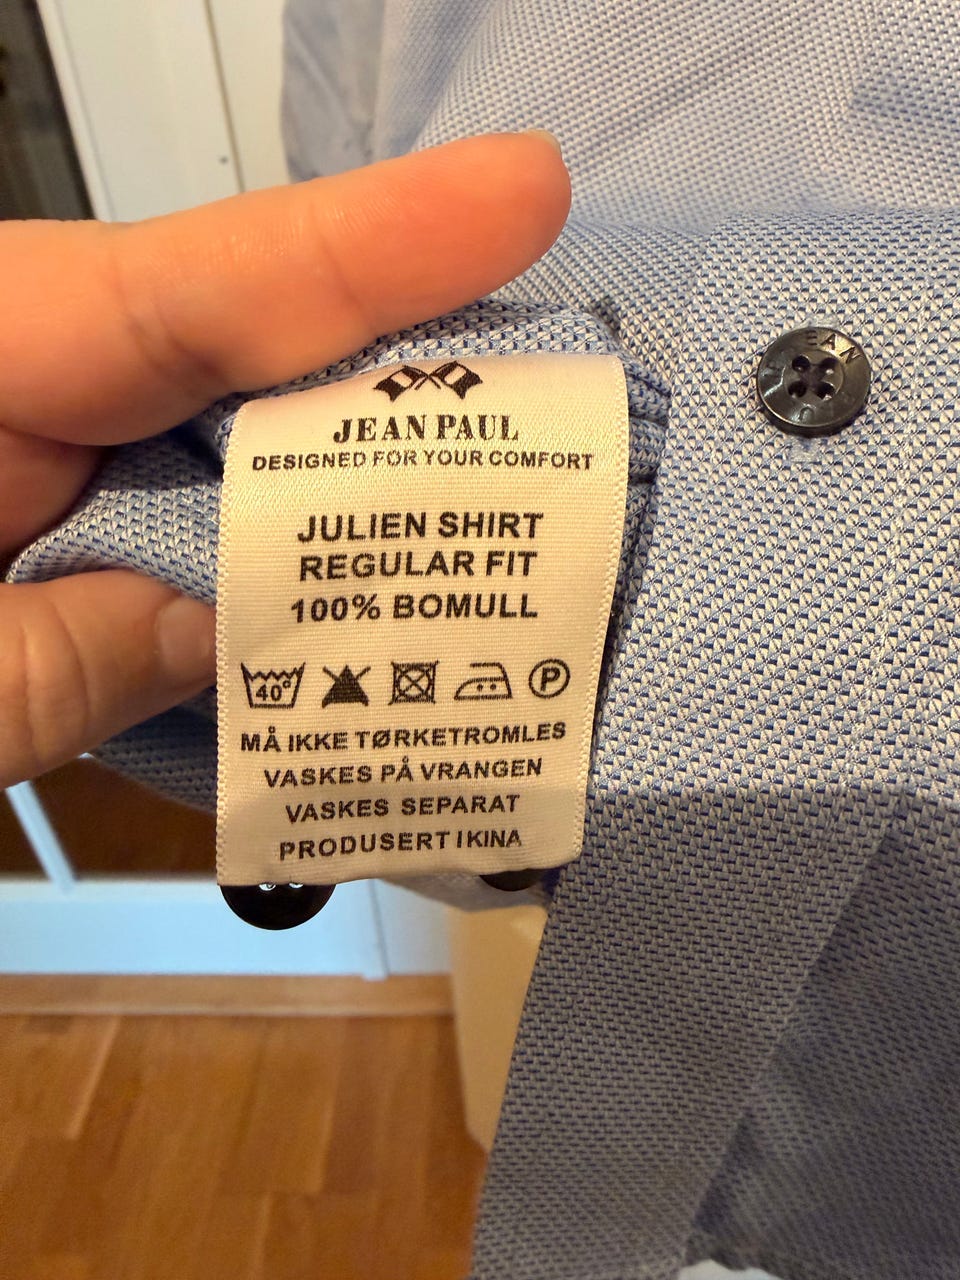 JEAN PAUL
DESIGNED FOR YOUR COMFORT
JULIEN SHIRT
REGULAR FIT
100% BOMULL
40°
P
MÅ IKKE TØRKETROMLES
VASKES PÅ VRANGEN
VASKES SEPARAT
PRODUSERT I KINA
JEAN